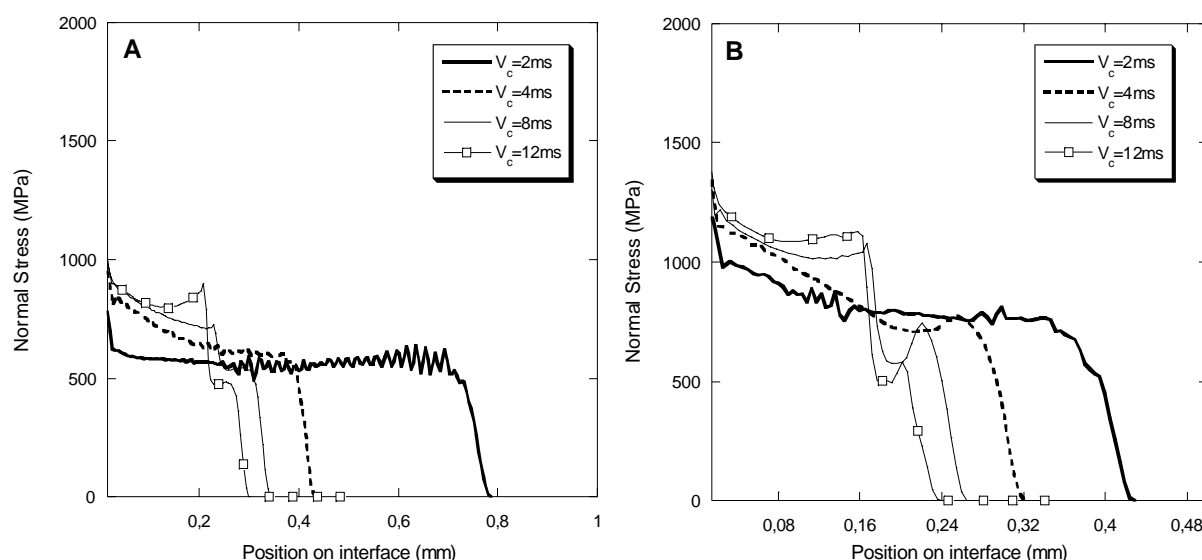 A
V_c=2ms
V_c=4ms
V_c=8ms
V_c=12ms
2000
1500
1000
500
0
Normal Stress (MPa)
0,2
0,4
0,6
0,8
1
Position on interface (mm)
B
V_c=2ms
V_c=4ms
V_c=8ms
V_c=12ms
2000
1500
1000
500
0
Normal Stress (MPa)
0,08
0,16
0,24
0,32
0,4
0,48
Position on interface (mm)